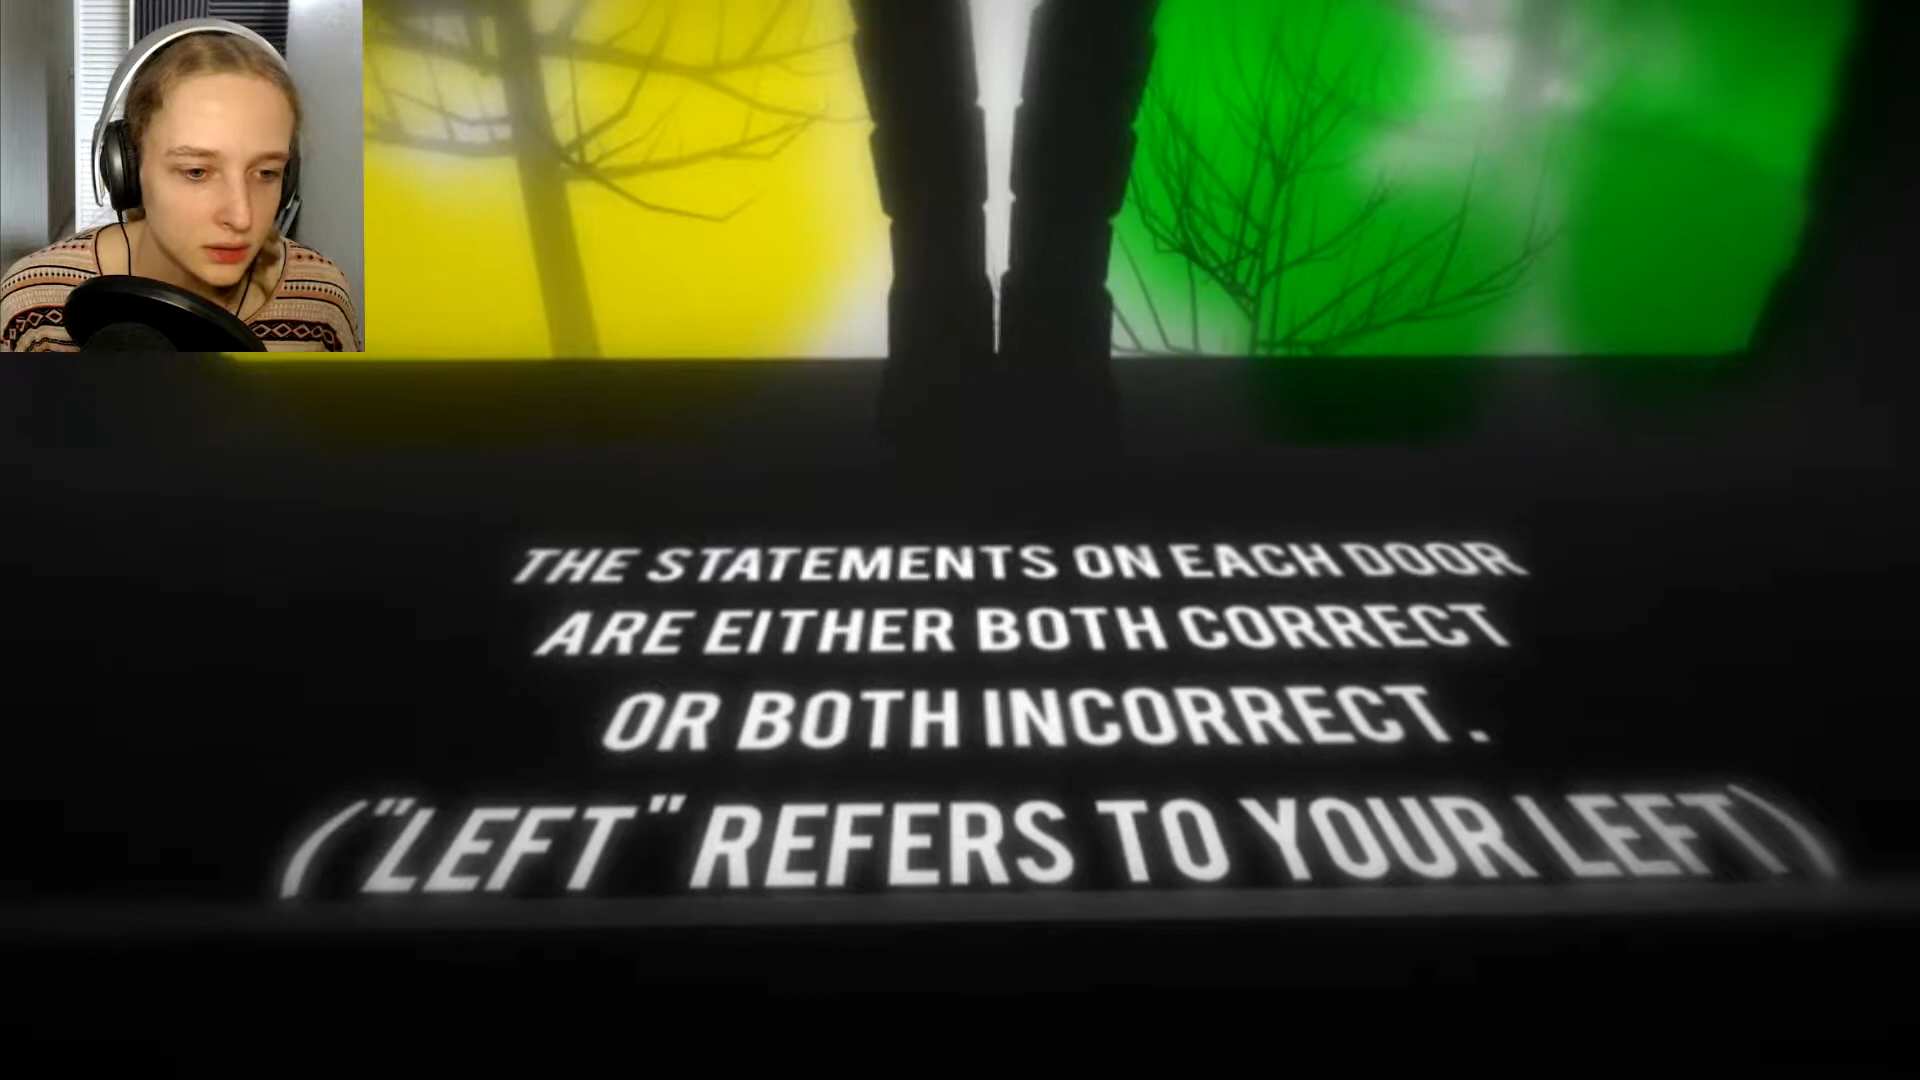 THE STATEMENTS ON EACH DOOR
ARE EITHER BOTH CORRECT
OR BOTH INCORRECT.
("LEFT" REFERS TO YOUR LEFT)